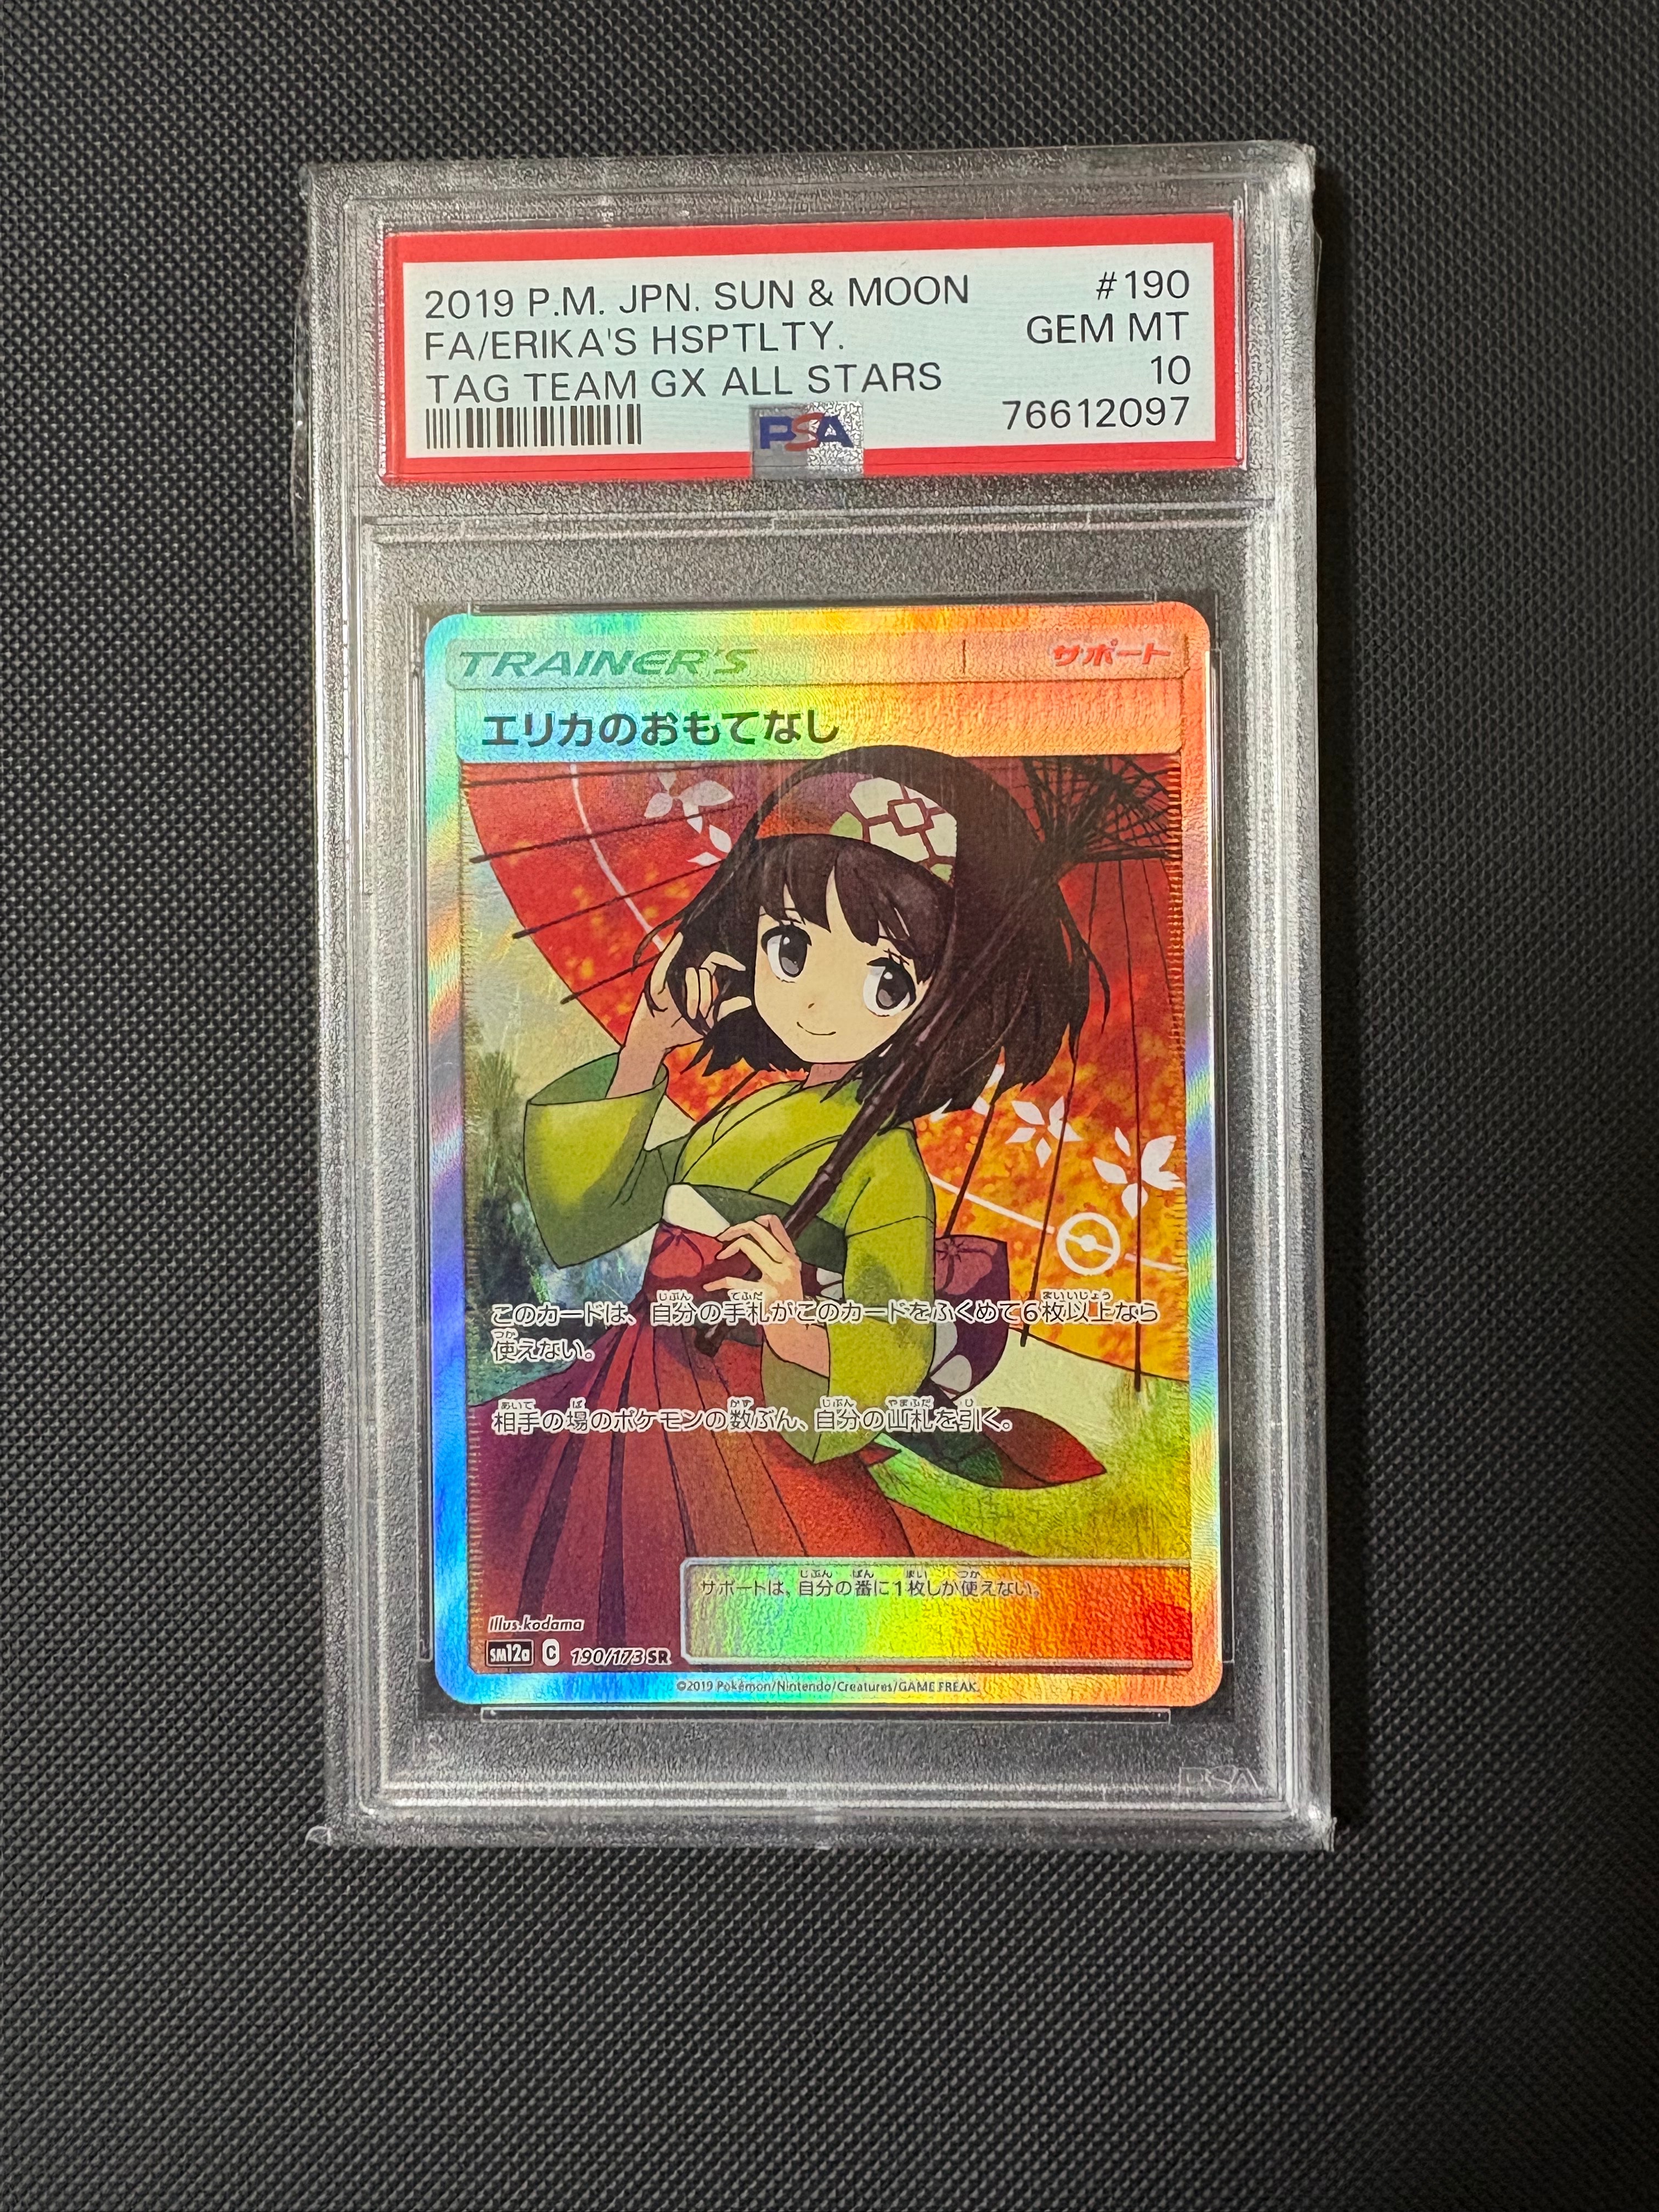 2019 P.M. JPN. SUN & MOON #190
FA/ERIKA'S HSPTLTY. GEM MT
TAG TEAM GX ALL STARS 10
PSA 76612097
TRAINER'S サポート
エリカのおもてなし
このカードは、自分の手札がこのカードをふくめて6枚以上なら
使えない。
相手の場のポケモンの数ぶん、自分の山札を引く。
サポートは、自分の番に1枚しか使えない。
Illus.kodama
SM12a C 190/173 SR
©2019 Pokémon/Nintendo/Creatures/GAME FREAK.
PSA